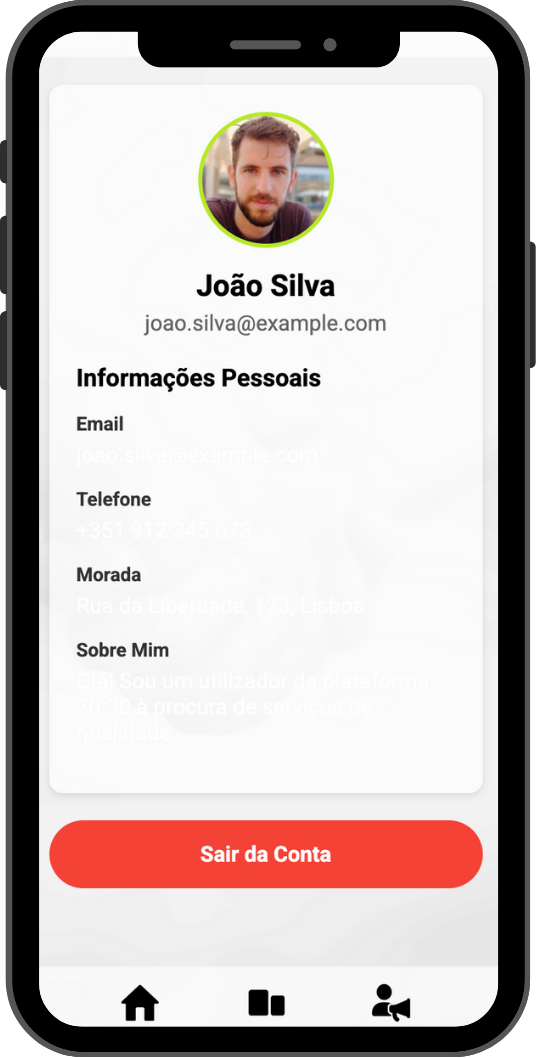 João Silva
joao.silva@example.com
Informações Pessoais
Email
joao.silva@example.com
Telefone
+351 912 345 678
Morada
Rua da Liberdade, 123, Lisboa
Sobre Mim
Olá! Sou um utilizador da plataforma
70:30 à procura de serviços de
qualidade.
Sair da Conta